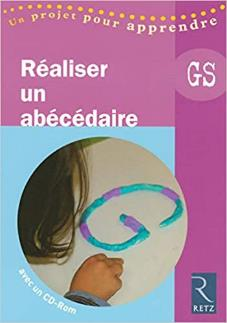 Un projet pour apprendre
Réaliser
un
abécédaire
GS
avec un CD-Rom
RETZ